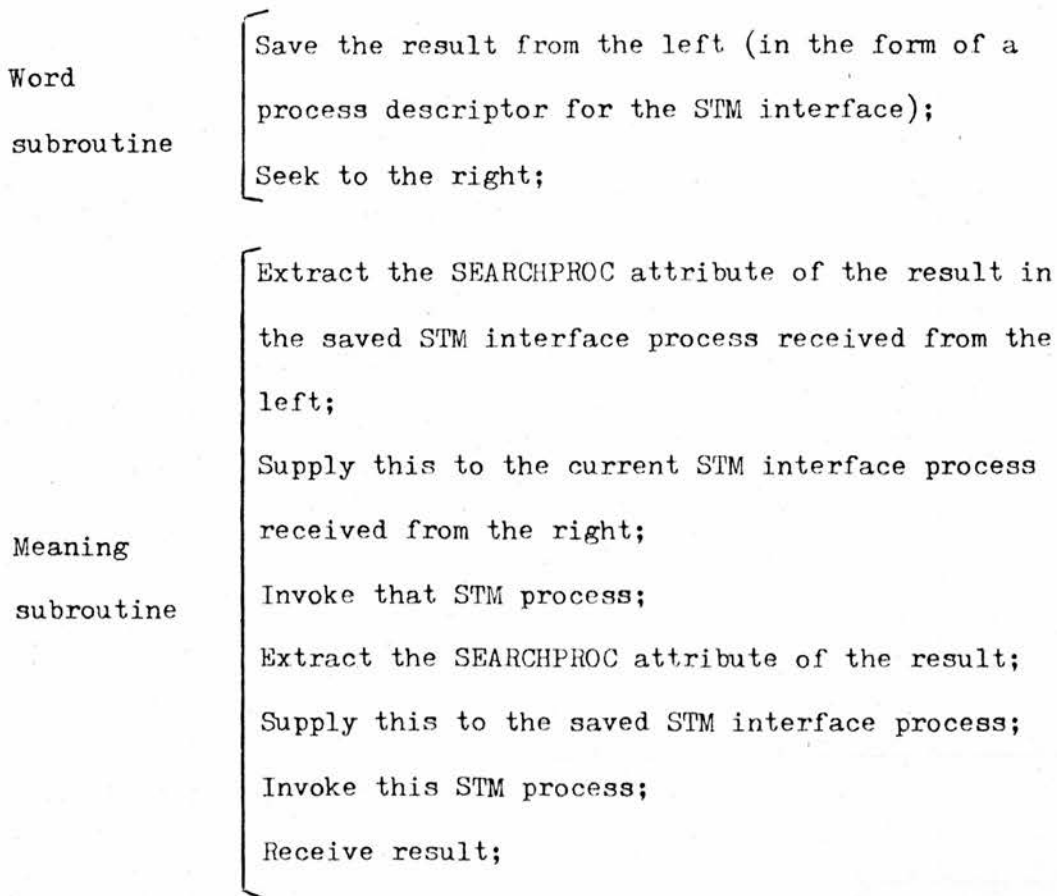 Word
subroutine
Save the result from the left (in the form of a
process descriptor for the STM interface);
Seek to the right;
Meaning
subroutine
Extract the SEARCHPROC attribute of the result in
the saved STM interface process received from the
left;
Supply this to the current STM interface process
received from the right;
Invoke that STM process;
Extract the SEARCHPROC attribute of the result;
Supply this to the saved STM interface process;
Invoke this STM process;
Receive result;